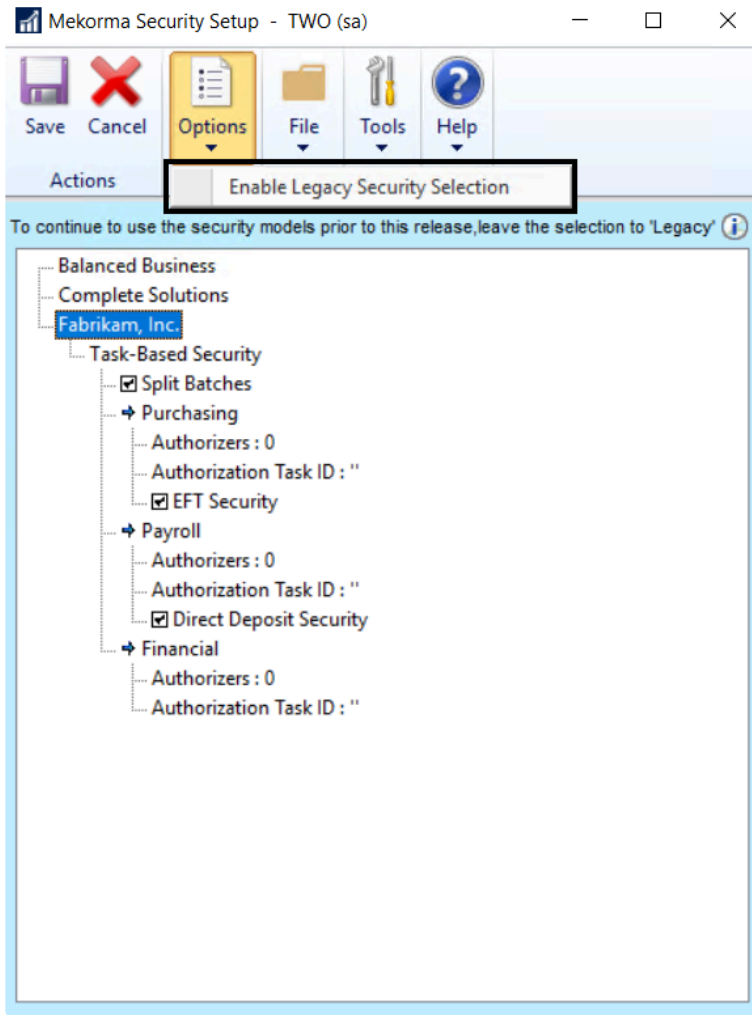 Mekorma Security Setup - TWO (sa)
Save Cancel Options File Tools Help
Actions
Enable Legacy Security Selection
To continue to use the security models prior to this release,leave the selection to 'Legacy'
Balanced Business
Complete Solutions
Fabrikam, Inc.
Task-Based Security
Split Batches
Purchasing
Authorizers : 0
Authorization Task ID : ''
EFT Security
Payroll
Authorizers : 0
Authorization Task ID : ''
Direct Deposit Security
Financial
Authorizers : 0
Authorization Task ID : ''